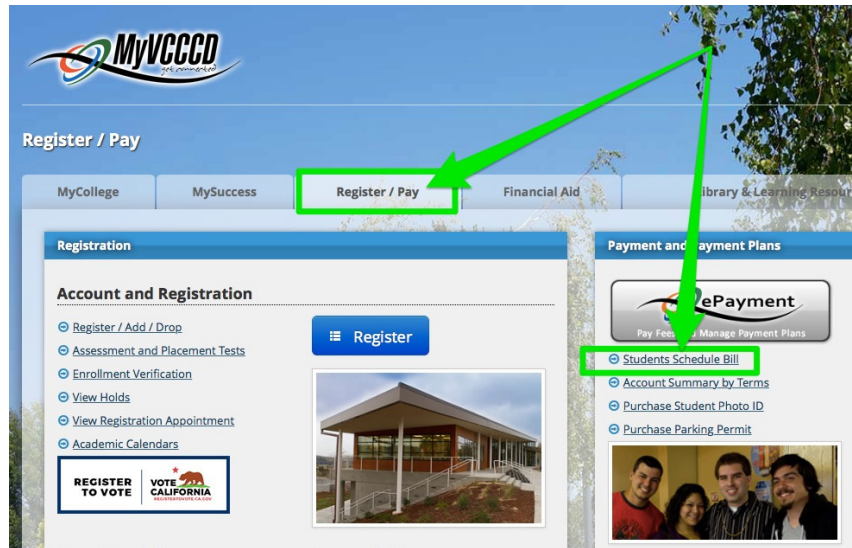 MyVCCCD
get connected
Register / Pay
MyCollege
MySuccess
Register / Pay
Financial Aid
Library & Learning Resour
Registration
Account and Registration
Register / Add / Drop
Assessment and Placement Tests
Enrollment Verification
View Holds
View Registration Appointment
Academic Calendars
Register
REGISTER
TO VOTE
VOTE
CALIFORNIA
REGISTERTOVOTE.CA.GOV
Payment and Payment Plans
ePayment
Pay Fees and Manage Payment Plans
Students Schedule Bill
Account Summary by Terms
Purchase Student Photo ID
Purchase Parking Permit